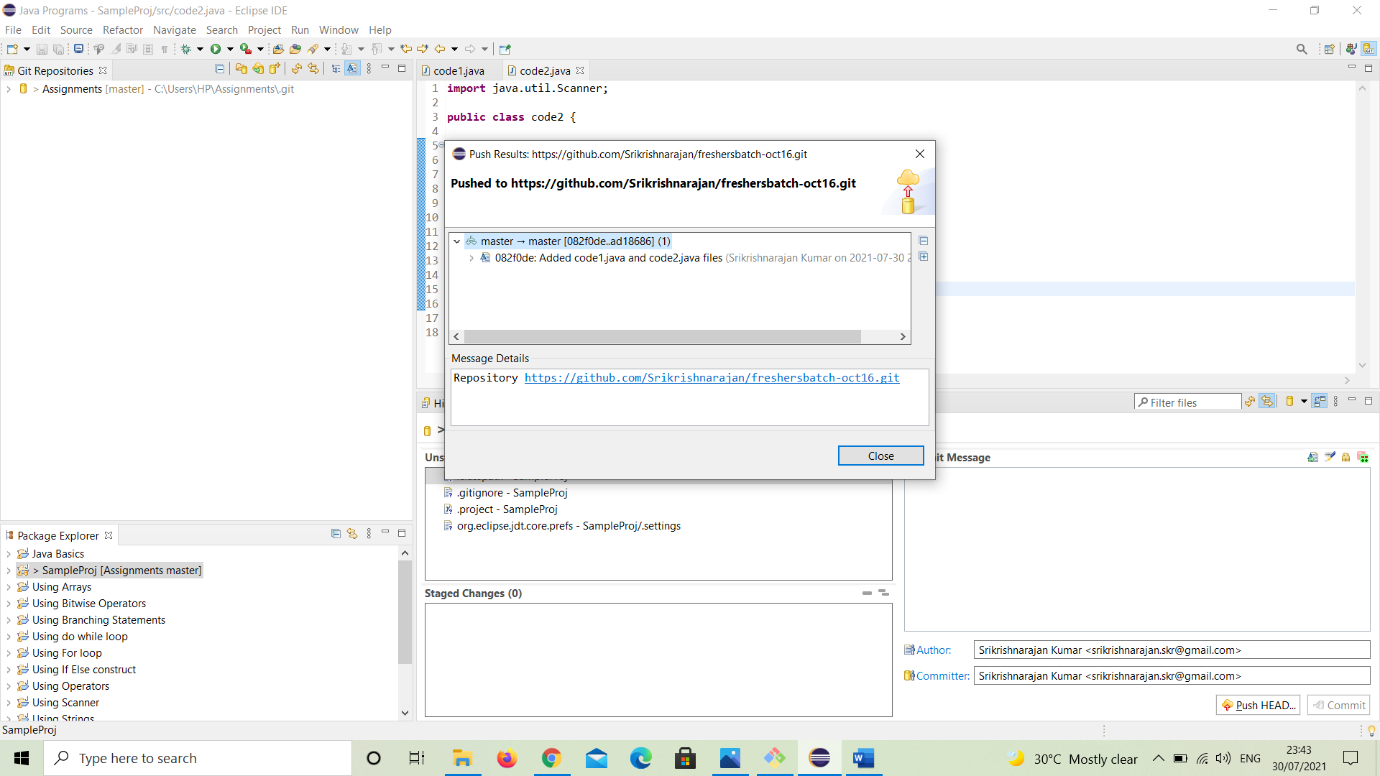 Java Programs - SampleProj/src/code2.java - Eclipse IDE
File Edit Source Refactor Navigate Search Project Run Window Help
Git Repositories
code1.java
code2.java
> Assignments [master] - C:\Users\HP\Assignments\.git
1 import java.util.Scanner;
2
3 public class code2 {
4
5
6
7
8
9
10
11
12
13
14
15
16
17
18
Push Results: https://github.com/Srikrishnarajan/freshersbatch-oct16.git
Pushed to https://github.com/Srikrishnarajan/freshersbatch-oct16.git
master → master [082f0de..ad18686] (1)
082f0de: Added code1.java and code2.java files (Srikrishnarajan Kumar on 2021-07-30
Message Details
Repository https://github.com/Srikrishnarajan/freshersbatch-oct16.git
Close
Filter files
.gitignore - SampleProj
.project - SampleProj
org.eclipse.jdt.core.prefs - SampleProj/.settings
Staged Changes (0)
Message
Author: Srikrishnarajan Kumar <srikrishnarajan.skr@gmail.com>
Committer: Srikrishnarajan Kumar <srikrishnarajan.skr@gmail.com>
Push HEAD... Commit
Package Explorer
Java Basics
> SampleProj [Assignments master]
Using Arrays
Using Bitwise Operators
Using Branching Statements
Using do while loop
Using For loop
Using If Else construct
Using Operators
Using Scanner
Using Strings
SampleProj
Type here to search
30°C Mostly clear
ENG
23:43
30/07/2021